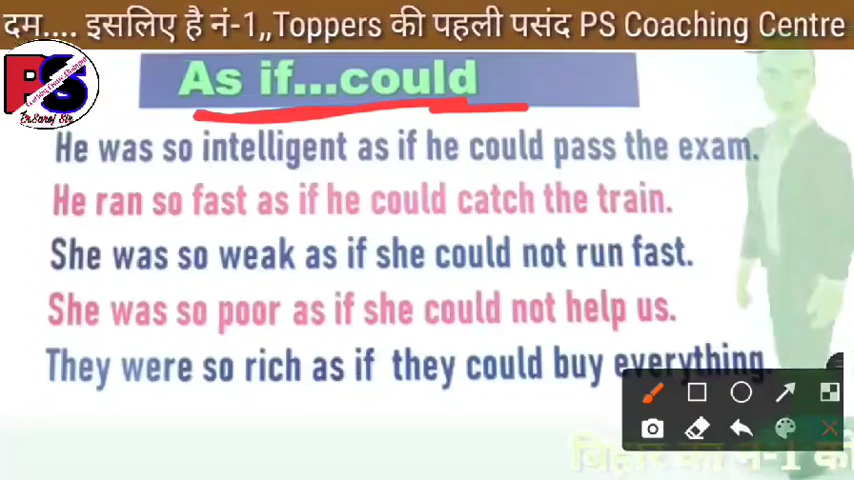 दम.... इसलिए है नं-1,,Toppers की पहली पसंद PS Coaching Centre
PS
As if...could
He was so intelligent as if he could pass the exam.
He ran so fast as if he could catch the train.
She was so weak as if she could not run fast.
She was so poor as if she could not help us.
They were so rich as if they could buy everything.
बिहार का नं-1